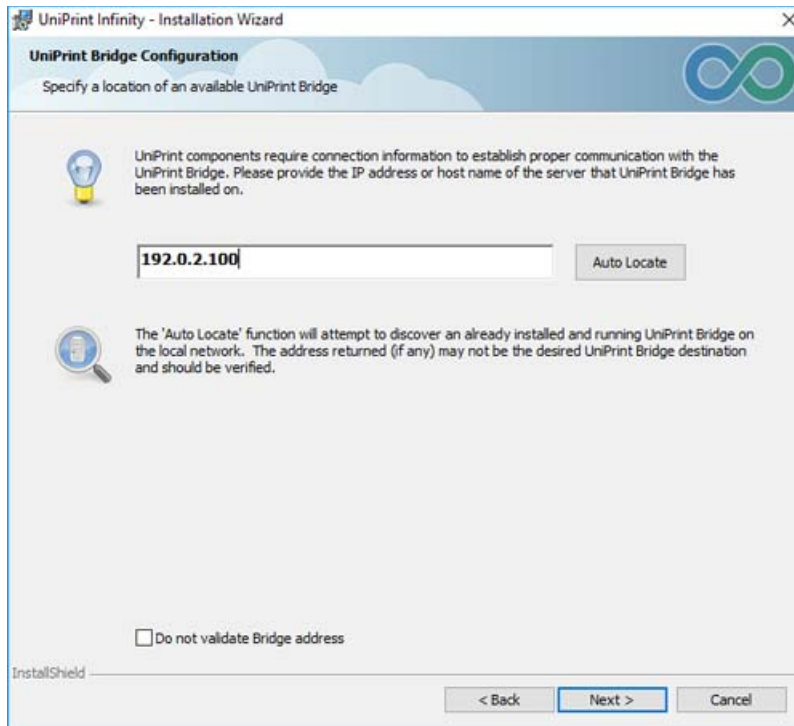 UniPrint Infinity - Installation Wizard
UniPrint Bridge Configuration
Specify a location of an available UniPrint Bridge
UniPrint components require connection information to establish proper communication with the
UniPrint Bridge. Please provide the IP address or host name of the server that UniPrint Bridge has
been installed on.
192.0.2.100
Auto Locate
The 'Auto Locate' function will attempt to discover an already installed and running UniPrint Bridge on
the local network. The address returned (if any) may not be the desired UniPrint Bridge destination
and should be verified.
Do not validate Bridge address
InstallShield
< Back
Next >
Cancel